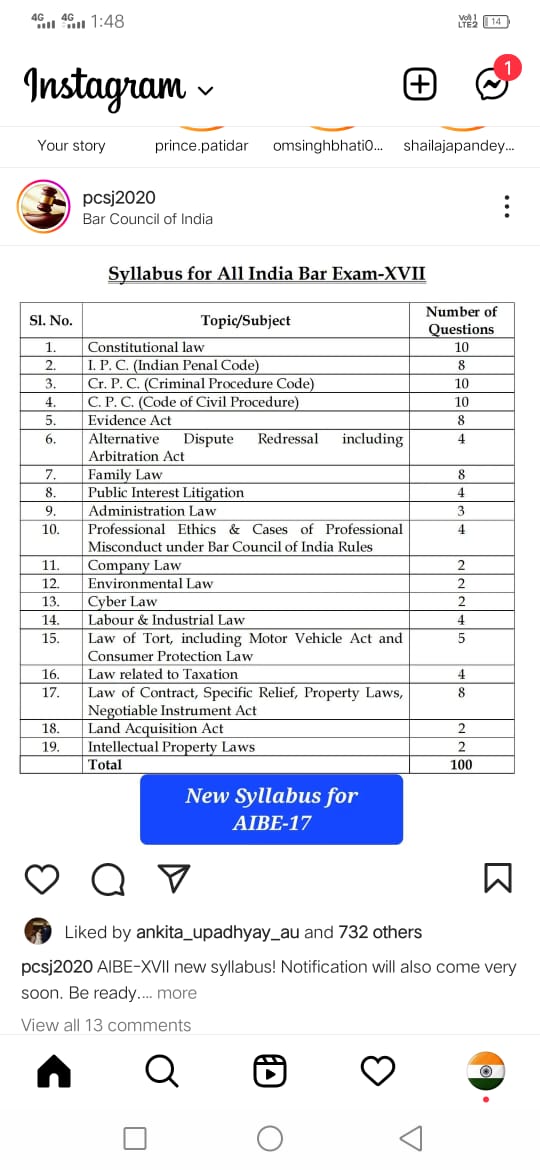 4G 4G 1:48 Vo)) 1 LTE2 14
Instagram 1
Your story prince.patidar omsinghbhati0... shailajapandey...
pcsj2020
Bar Council of India
Syllabus for All India Bar Exam-XVII
Sl. No. Topic/Subject Number of Questions
1. Constitutional law 10
2. I. P. C. (Indian Penal Code) 8
3. Cr. P. C. (Criminal Procedure Code) 10
4. C. P. C. (Code of Civil Procedure) 10
5. Evidence Act 8
6. Alternative Dispute Redressal including 4
Arbitration Act
7. Family Law 8
8. Public Interest Litigation 4
9. Administration Law 3
10. Professional Ethics & Cases of Professional 4
Misconduct under Bar Council of India Rules
11. Company Law 2
12. Environmental Law 2
13. Cyber Law 2
14. Labour & Industrial Law 4
15. Law of Tort, including Motor Vehicle Act and 5
Consumer Protection Law
16. Law related to Taxation 4
17. Law of Contract, Specific Relief, Property Laws, 8
Negotiable Instrument Act
18. Land Acquisition Act 2
19. Intellectual Property Laws 2
Total 100
New Syllabus for
AIBE-17
Liked by ankita_upadhyay_au and 732 others
pcsj2020 AIBE-XVII new syllabus! Notification will also come very
soon. Be ready.... more
View all 13 comments